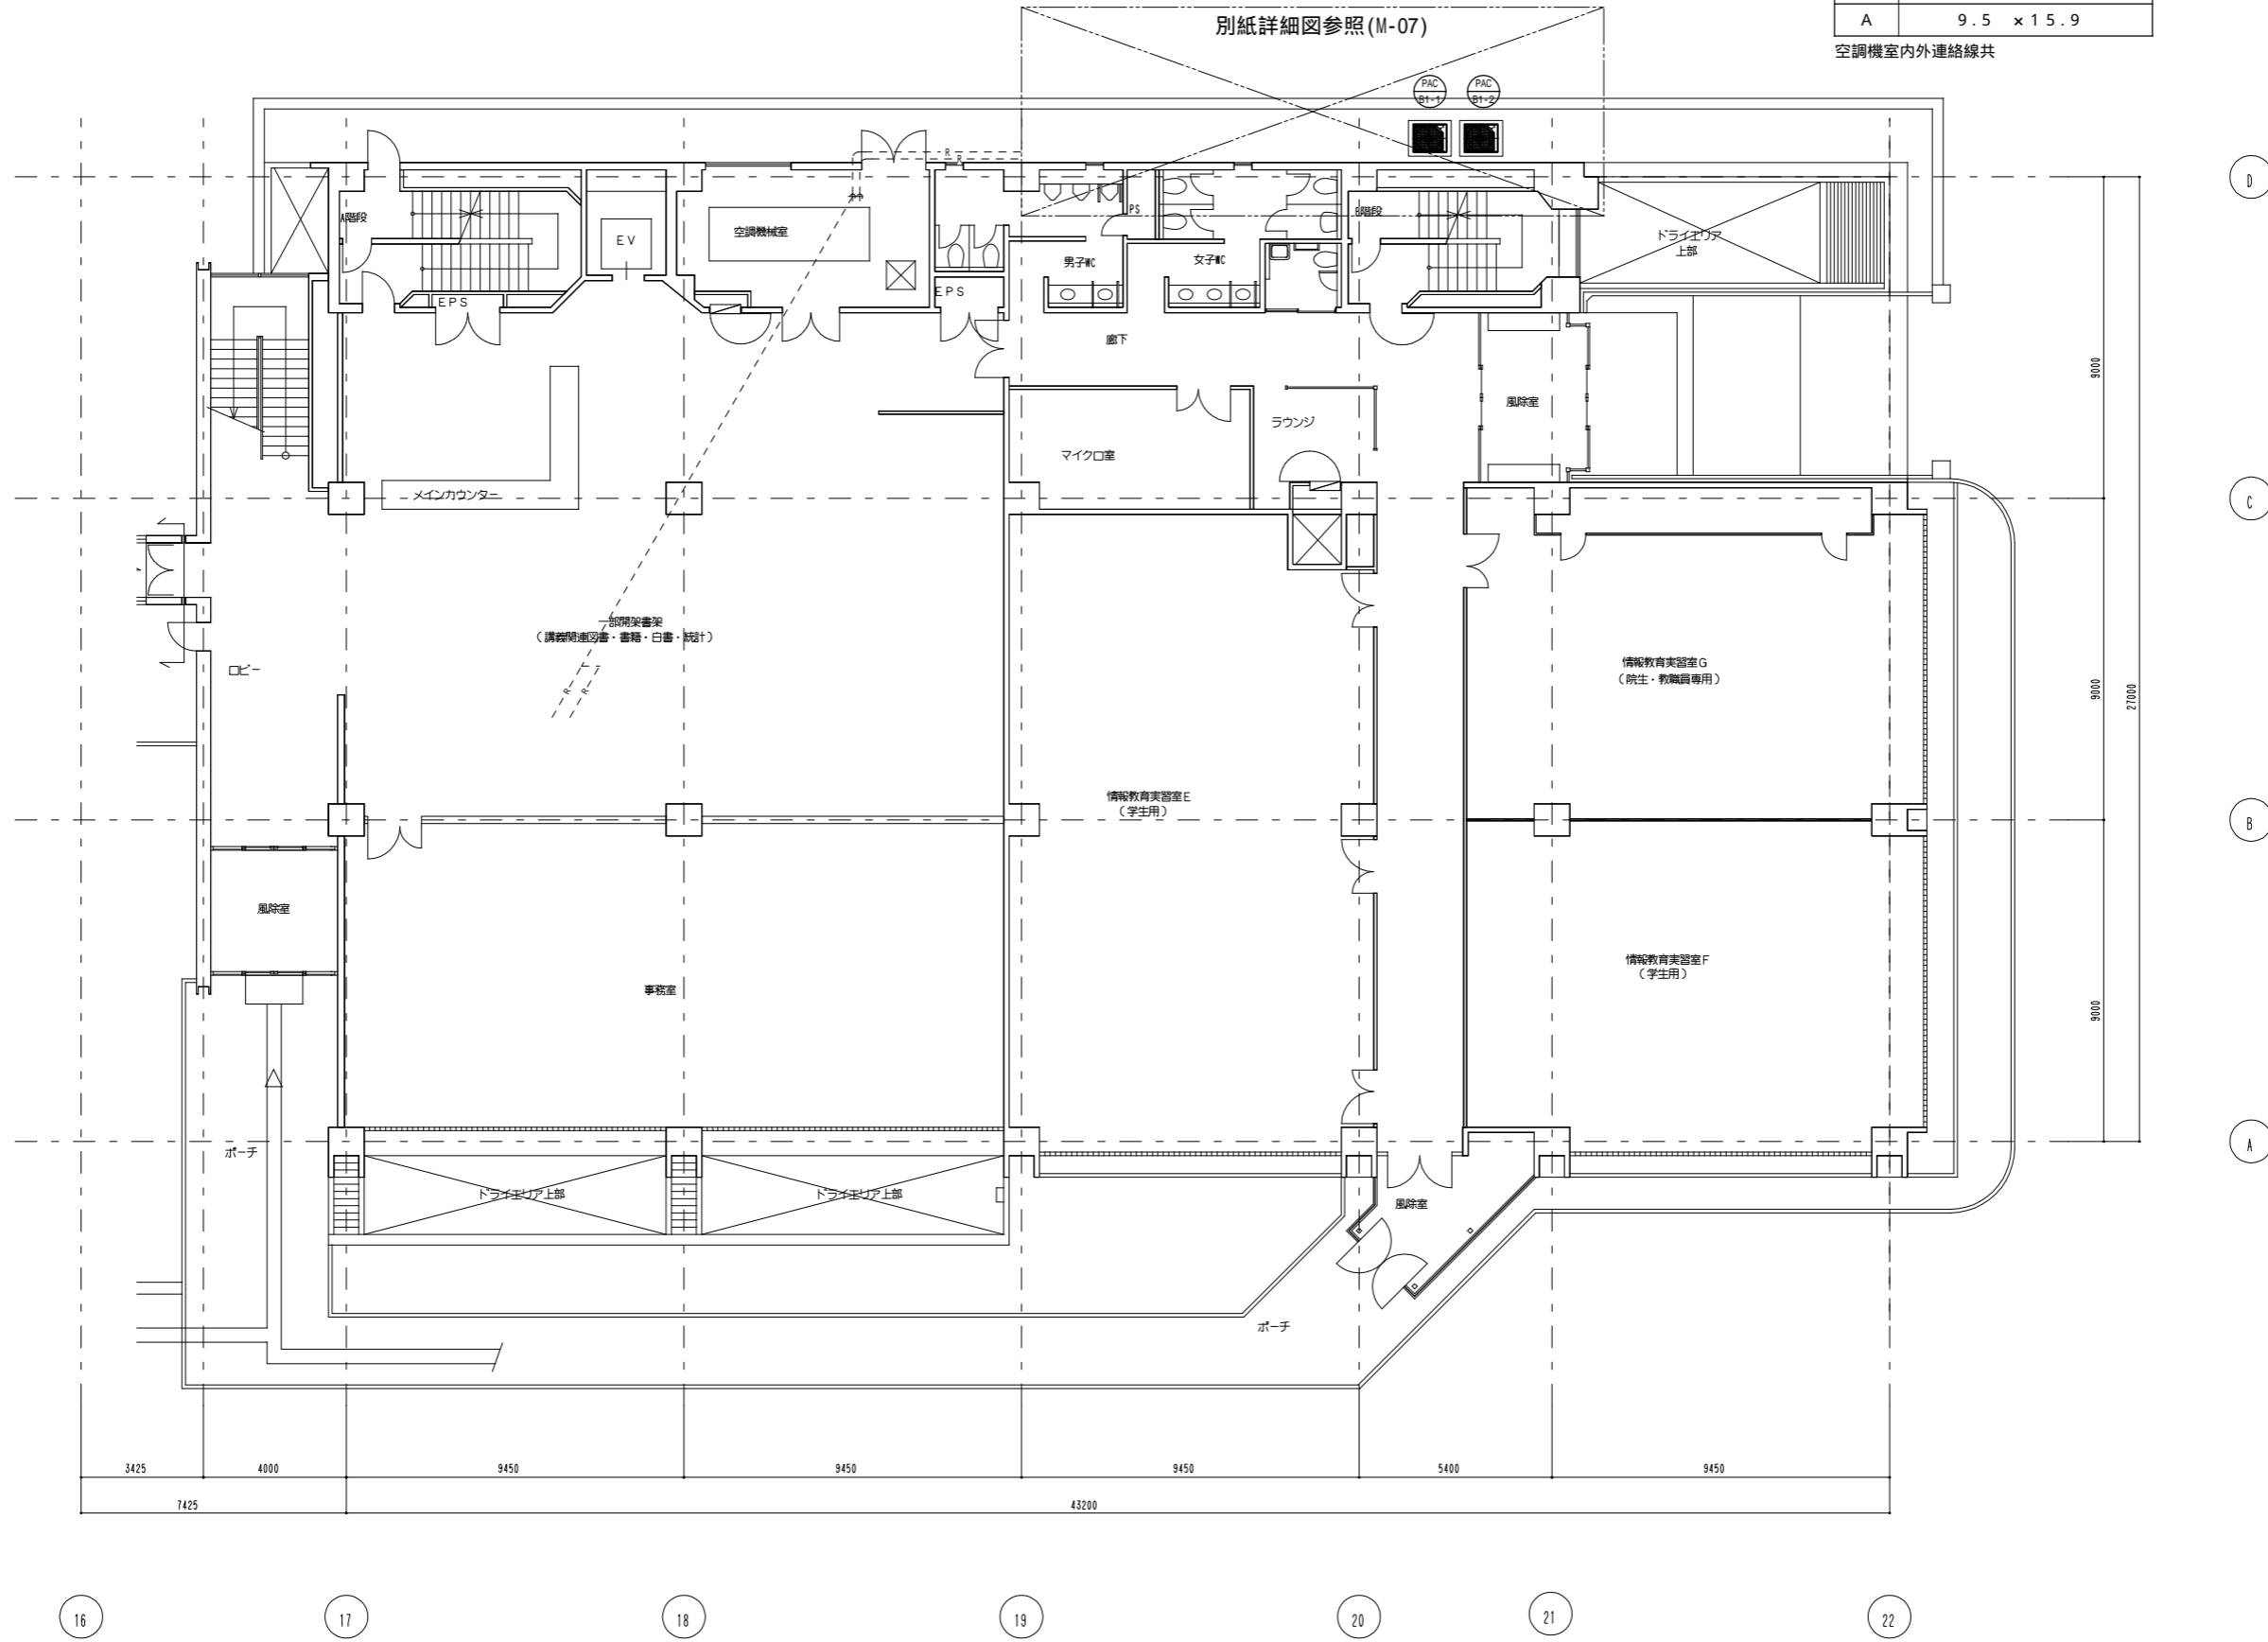 別紙詳細図参照(M-07)
A 9.5 ×15.9
空調機室内外連絡線共
PAC
B1-1
PAC
B1-2
R
R
D
A階段
EV
空調機械室
PS
B階段
ドライエリア
上部
男子WC
女子WC
EPS
EPS
廊下
9000
風除室
ラウンジ
マイクロ室
メインカウンター
C
一部開架書架
(講義関連図書・書籍・白書・統計)
ロビー
R
R
情報教育実習室G
(院生・教職員専用)
9000
27000
情報教育実習室E
(学生用)
B
風除室
情報教育実習室F
(学生用)
事務室
9000
A
ポーチ
ドライエリア上部
ドライエリア上部
風除室
ポーチ
3425
4000
9450
9450
9450
5400
9450
7425
43200
16
17
18
19
20
21
22